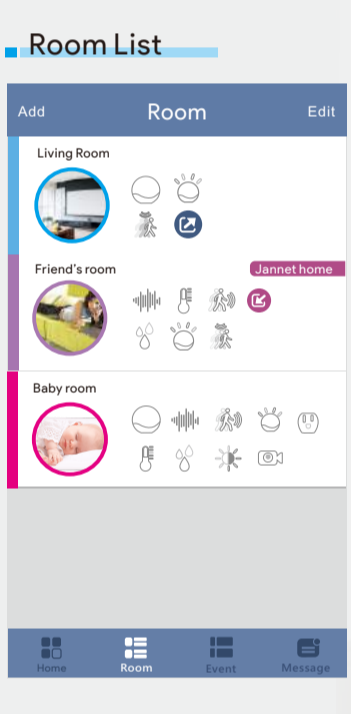 Room List
Add Room Edit
Living Room
Friend's room Jannet home
Baby room
Home Room Event Message